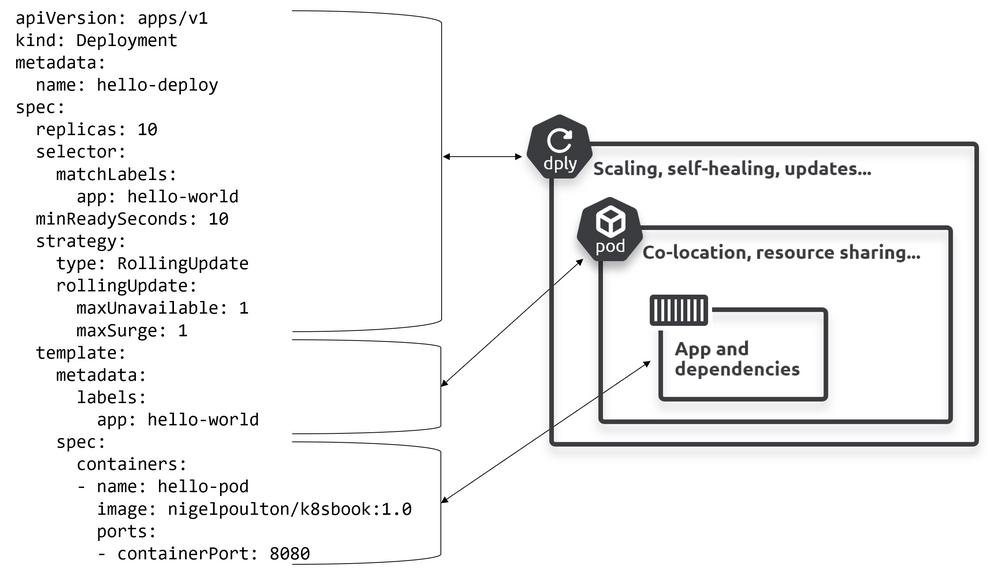 apiVersion: apps/v1
kind: Deployment
metadata:
  name: hello-deploy
spec:
  replicas: 10
  selector:
    matchLabels:
      app: hello-world
  minReadySeconds: 10
  strategy:
    type: RollingUpdate
    rollingUpdate:
      maxUnavailable: 1
      maxSurge: 1
  template:
    metadata:
      labels:
        app: hello-world
    spec:
      containers:
      - name: hello-pod
        image: nigelpoulton/k8sbook:1.0
        ports:
        - containerPort: 8080
dply
Scaling, self-healing, updates...
pod
Co-location, resource sharing...
App and
dependencies